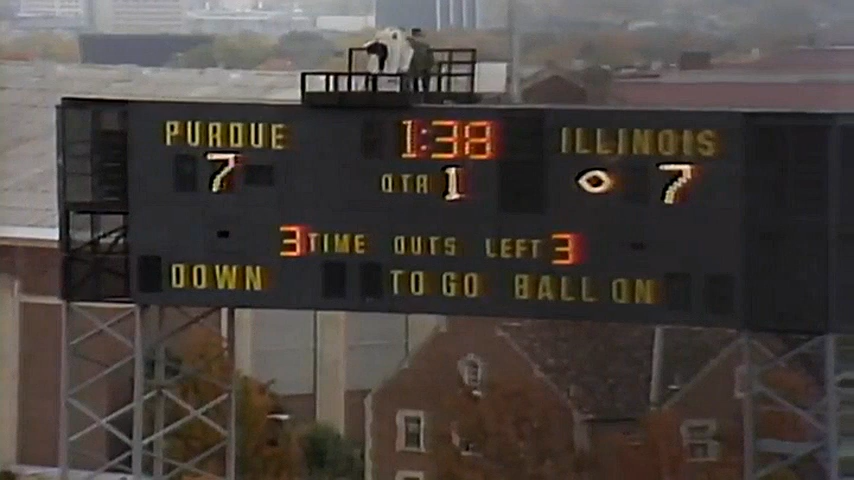 PURDUE 1:38 ILLINOIS
7 QTR 1 7
3 TIME OUTS LEFT 3
DOWN TO GO BALL ON